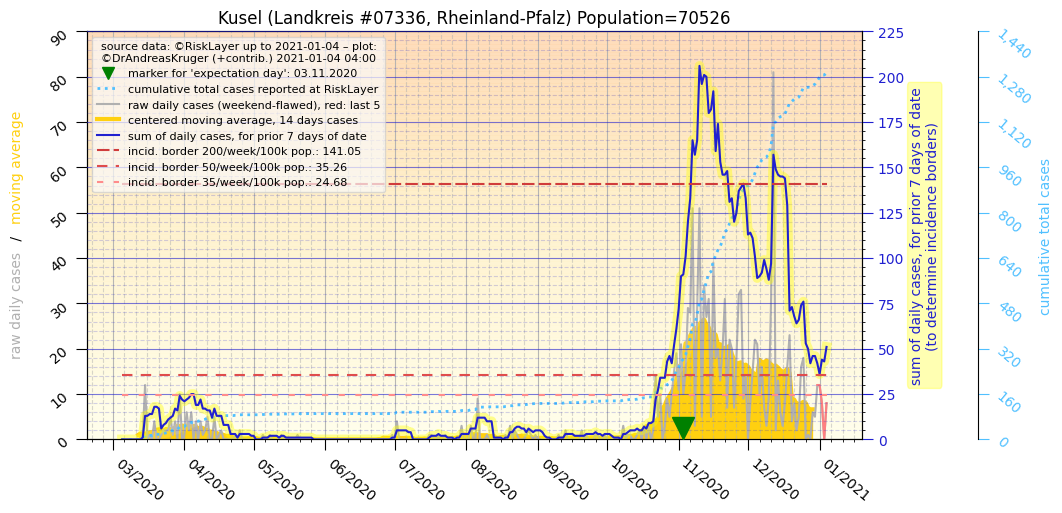 Kusel (Landkreis #07336, Rheinland-Pfalz) Population=70526
source data: ©RiskLayer up to 2021-01-04 – plot:
©DrAndreasKruger (+contrib.) 2021-01-04 04:00
marker for 'expectation day': 03.11.2020
cumulative total cases reported at RiskLayer
raw daily cases (weekend-flawed), red: last 5
centered moving average, 14 days cases
sum of daily cases, for prior 7 days of date
incid. border 200/week/100k pop.: 141.05
incid. border 50/week/100k pop.: 35.26
incid. border 35/week/100k pop.: 24.68
raw daily cases / moving average
90
80
70
60
50
40
30
20
10
0
03/2020
04/2020
05/2020
06/2020
07/2020
08/2020
09/2020
10/2020
11/2020
12/2020
01/2021
225
200
175
150
125
100
75
50
25
0
sum of daily cases, for prior 7 days of date
(to determine incidence borders)
1,440
1,280
1,120
960
800
640
480
320
160
0
cumulative total cases